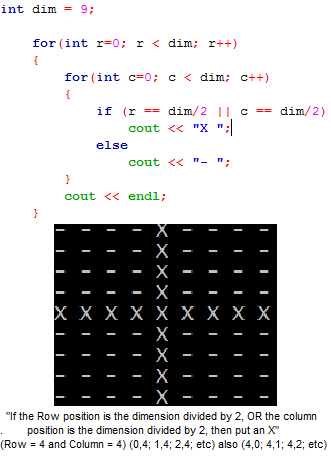 int dim = 9;
for(int r=0; r < dim; r++)
{
for(int c=0; c < dim; c++)
{
if (r == dim/2 || c == dim/2)
cout << "X ";
else
cout << "- ";
}
cout << endl;
}
- - - - X - - - -
- - - - X - - - -
- - - - X - - - -
- - - - X - - - -
X X X X X X X X X
- - - - X - - - -
- - - - X - - - -
- - - - X - - - -
- - - - X - - - -
"If the Row position is the dimension divided by 2, OR the column
. position is the dimension divided by 2, then put an X"
(Row = 4 and Column = 4) (0,4; 1,4; 2,4; etc) also (4,0; 4,1; 4,2; etc)